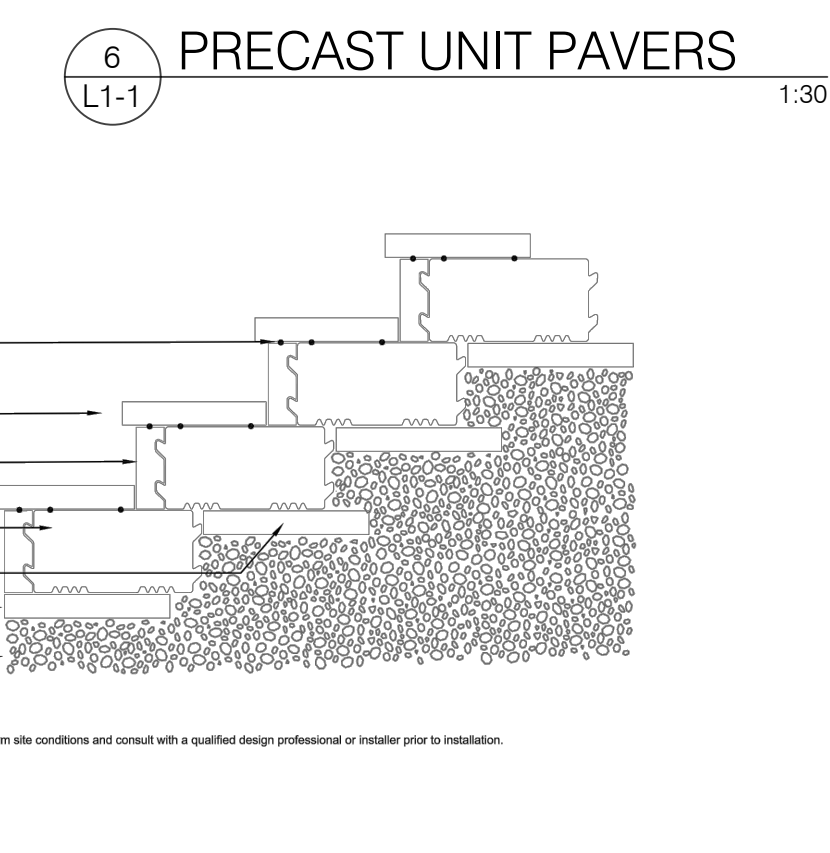 6
PRECAST UNIT PAVERS
L1-1
1:30
site conditions and consult with a qualified design professional or installer prior to installation.